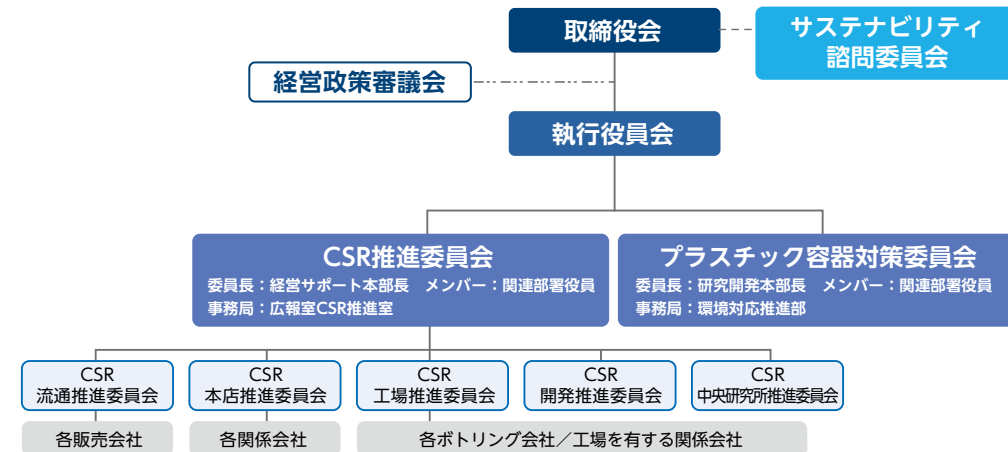 取締役会
サステナビリティ
諮問委員会
経営政策審議会
執行役員会
CSR推進委員会
委員長：経営サポート本部長　メンバー：関連部署役員
事務局：広報室CSR推進室
プラスチック容器対策委員会
委員長：研究開発本部長　メンバー：関連部署役員
事務局：環境対応推進部
CSR
流通推進委員会
CSR
本店推進委員会
CSR
工場推進委員会
CSR
開発推進委員会
CSR
中央研究所推進委員会
各販売会社
各関係会社
各ボトリング会社／工場を有する関係会社